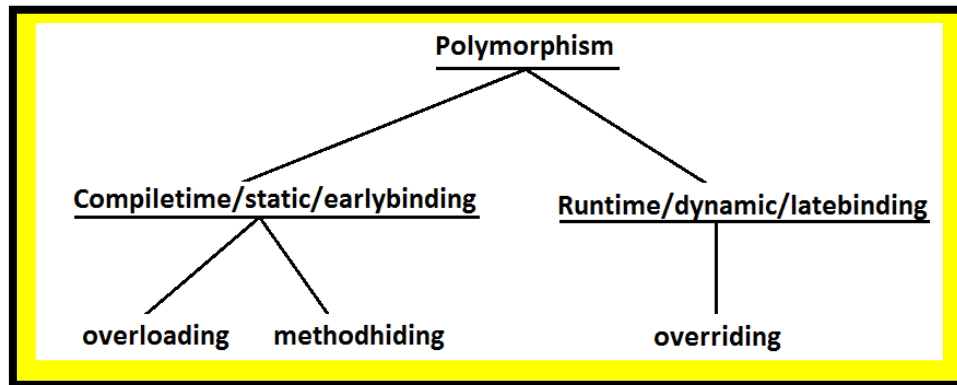 Polymorphism
Compiletime/static/earlybinding
Runtime/dynamic/latebinding
overloading
methodhiding
overriding